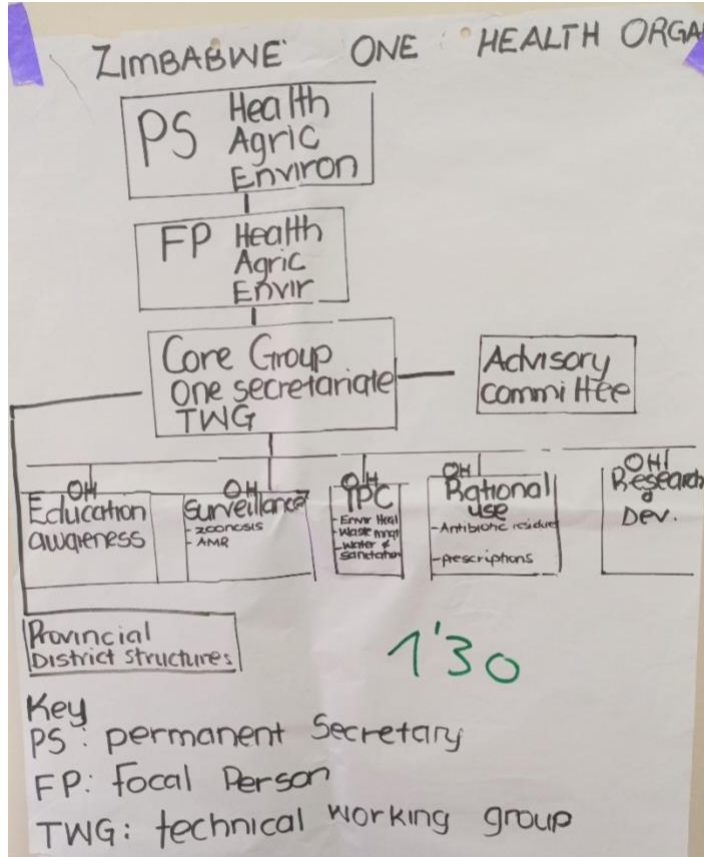 ZIMBABWE ONE HEALTH ORGA
PS Health
Agric
Environ
FP Health
Agric
Envir
Core Group
One secretariate
TWG
Advisory
committee
OH
Education
awareness
OH
Surveillance
- zoonosis
- AMR
OH
IPC
- Envir Heal
- Waste mngt
- Water &
Sanitation
OH
Rational
use
- Antibiotic residue
- prescriptions
OH
Research
&
Dev.
Provincial
District structures
1'30
Key
PS: permanent Secretary
FP: Focal Person
TWG: technical working group